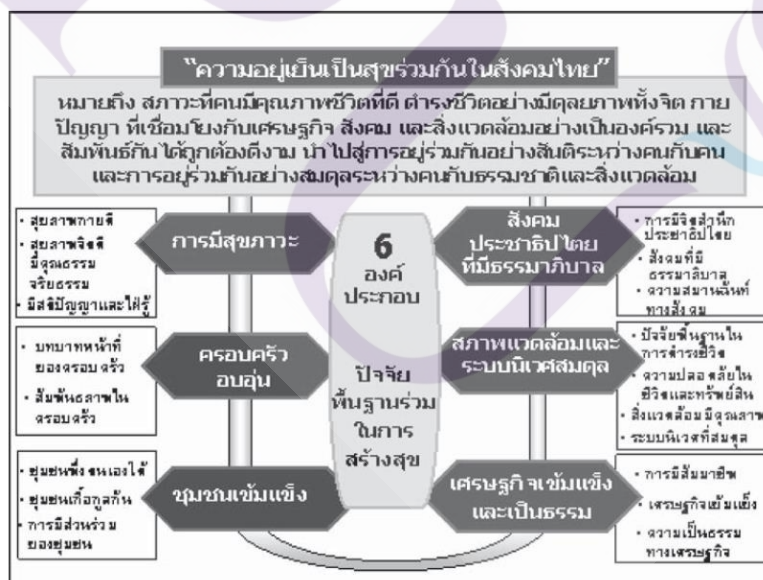 “ความอยู่เย็นเป็นสุขร่วมกันในสังคมไทย”
หมายถึง สภาวะที่คนมีคุณภาพชีวิตที่ดี ดำรงชีวิตอย่างมีดุลยภาพทั้งจิต กาย
ปัญญา ที่เชื่อมโยงกับเศรษฐกิจ สังคม และสิ่งแวดล้อมอย่างเป็นองค์รวม และ
สัมพันธ์กันได้ถูกต้องดีงาม นำไปสู่การอยู่ร่วมกันอย่างสันติระหว่างคนกับคน
และการอยู่ร่วมกันอย่างสมดุลระหว่างคนกับธรรมชาติและสิ่งแวดล้อม
• สุขภาพกายดี
• สุขภาพจิตดี
มีคุณธรรม
จริยธรรม
• มีสติปัญญาและใฝ่รู้
การมีสุขภาวะ
6
องค์
ประกอบ
ปัจจัย
พื้นฐานร่วม
ในการ
สร้างสุข
สังคม
ประชาธิปไตย
ที่มีธรรมาภิบาล
• การมีจิตสำนึก
ประชาธิปไตย
• สังคมที่มี
ธรรมาภิบาล
• ความสมานฉันท์
ทางสังคม
• บทบาทหน้าที่
ของครอบครัว
• สัมพันธภาพใน
ครอบครัว
ครอบครัว
อบอุ่น
สภาพแวดล้อมและ
ระบบนิเวศสมดุล
• ปัจจัยพื้นฐานใน
การดำรงชีวิต
• ความปลอดภัยใน
ชีวิตและทรัพย์สิน
• สิ่งแวดล้อมมีคุณภาพ
• ระบบนิเวศที่สมดุล
• ชุมชนพึ่งตนเองได้
• ชุมชนเกื้อกูลกัน
• การมีส่วนร่วม
ของชุมชน
ชุมชนเข้มแข็ง
เศรษฐกิจเข้มแข็ง
และเป็นธรรม
• การมีสัมมาชีพ
• เศรษฐกิจเข้มแข็ง
• ความเป็นธรรม
ทางเศรษฐกิจ